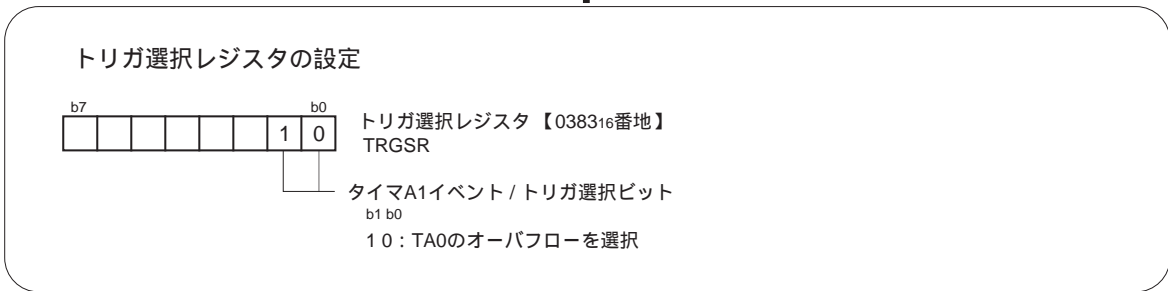 トリガ選択レジスタの設定
b7 b0
1 0
トリガ選択レジスタ【038316番地】
TRGSR
タイマA1イベント / トリガ選択ビット
b1 b0
1 0 : TA0のオーバフローを選択